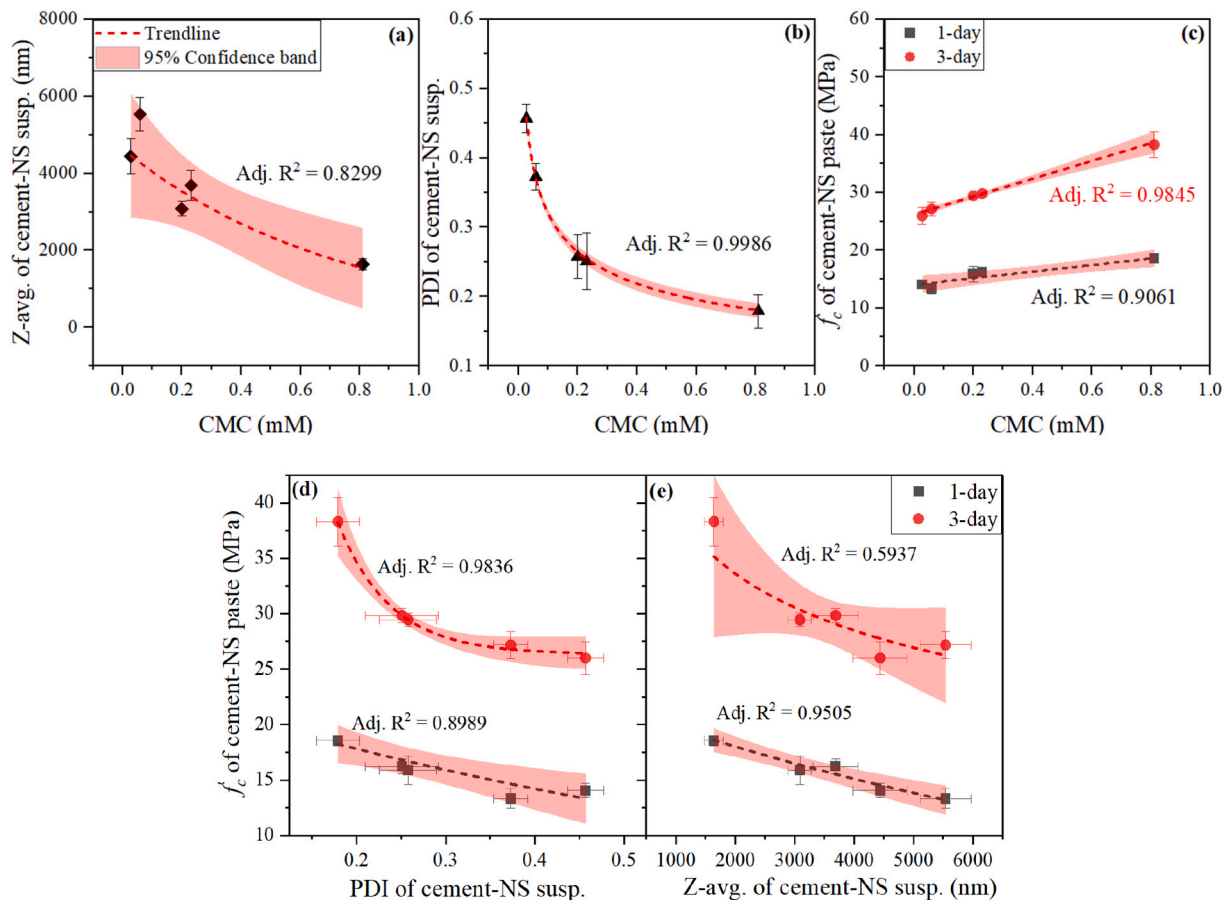 (a)
Trendline
95% Confidence band
Adj. R² = 0.8299
Z-avg. of cement-NS susp. (nm)
8000
6000
4000
2000
0
0.0 0.2 0.4 0.6 0.8 1.0
CMC (mM)
(b)
Adj. R² = 0.9986
PDI of cement-NS susp.
0.6
0.5
0.4
0.3
0.2
0.1
0.0 0.2 0.4 0.6 0.8 1.0
CMC (mM)
(c)
1-day
3-day
Adj. R² = 0.9845
Adj. R² = 0.9061
f'c of cement-NS paste (MPa)
60
50
40
30
20
10
0
0.0 0.2 0.4 0.6 0.8 1.0
CMC (mM)
(d)
Adj. R² = 0.9836
Adj. R² = 0.8989
f'c of cement-NS paste (MPa)
40
35
30
25
20
15
10
0.2 0.3 0.4 0.5
PDI of cement-NS susp.
(e)
1-day
3-day
Adj. R² = 0.5937
Adj. R² = 0.9505
1000 2000 3000 4000 5000 6000
Z-avg. of cement-NS susp. (nm)